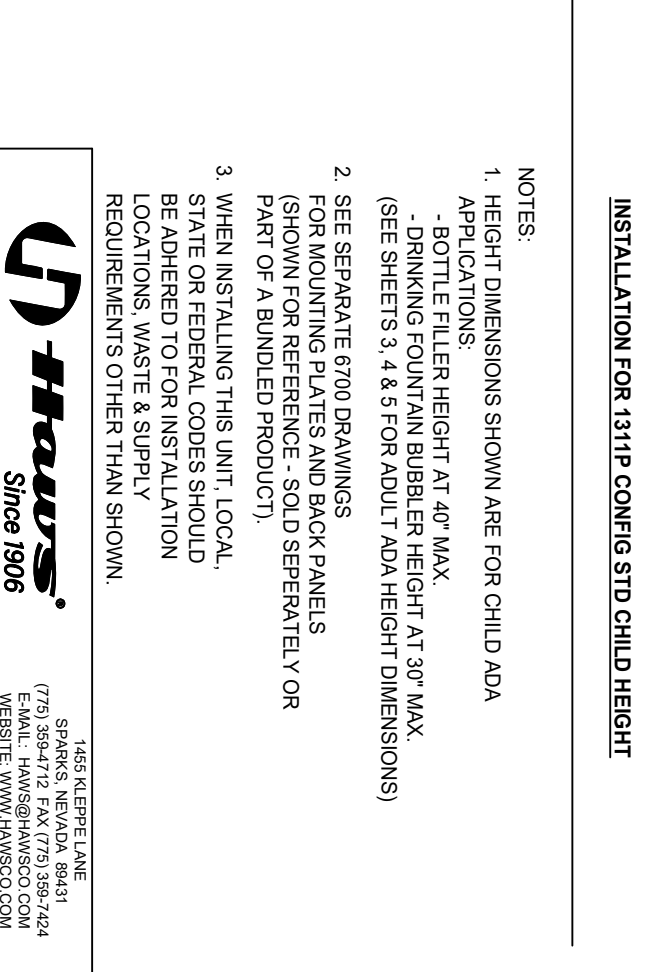 INSTALLATION FOR 1311P CONFIG STD CHILD HEIGHT
NOTES:
1. HEIGHT DIMENSIONS SHOWN ARE FOR CHILD ADA
APPLICATIONS:
- BOTTLE FILLER HEIGHT AT 40" MAX.
- DRINKING FOUNTAIN BUBBLER HEIGHT AT 30" MAX.
(SEE SHEETS 3, 4 & 5 FOR ADULT ADA HEIGHT DIMENSIONS)
2. SEE SEPARATE 6700 DRAWINGS
FOR MOUNTING PLATES AND BACK PANELS
(SHOWN FOR REFERENCE - SOLD SEPERATELY OR
PART OF A BUNDLED PRODUCT).
3. WHEN INSTALLING THIS UNIT, LOCAL,
STATE OR FEDERAL CODES SHOULD
BE ADHERED TO FOR INSTALLATION
LOCATIONS, WASTE & SUPPLY
REQUIREMENTS OTHER THAN SHOWN.
Haws®
Since 1906
1455 KLEPPE LANE
SPARKS, NEVADA 89431
(775) 359-4712 FAX (775) 359-7424
E-MAIL: HAWS@HAWSCO.COM
WEBSITE: WWW.HAWSCO.COM